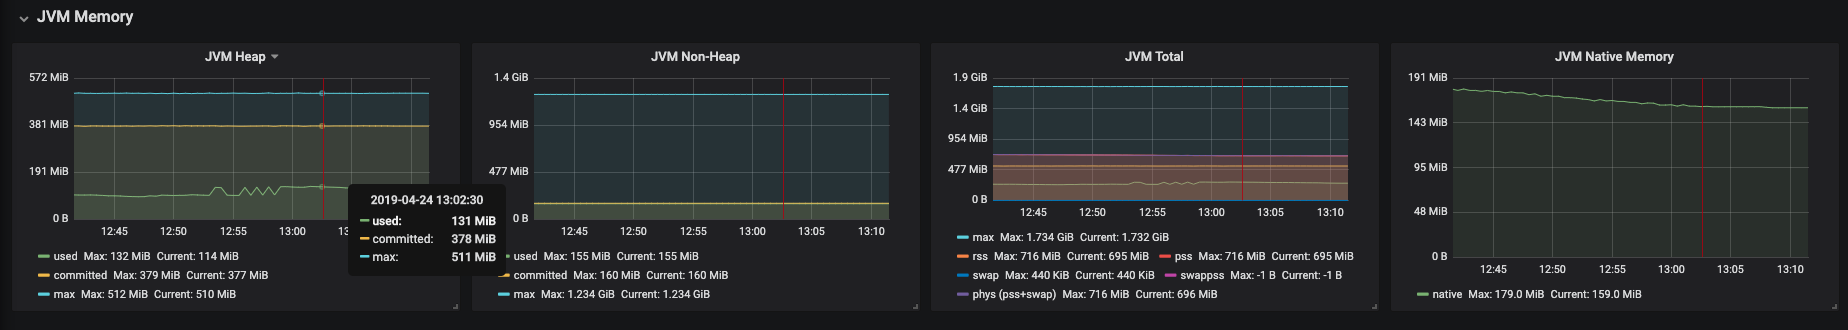 JVM Memory
JVM Heap
572 MiB
381 MiB
191 MiB
0 B
12:45 12:50 12:55 13:00
2019-04-24 13:02:30
used: 131 MiB
committed: 378 MiB
max: 511 MiB
used Max: 132 MiB Current: 114 MiB
committed Max: 379 MiB Current: 377 MiB
max Max: 512 MiB Current: 510 MiB
JVM Non-Heap
1.4 GiB
954 MiB
477 MiB
0 B
12:45 12:50 12:55 13:00 13:05 13:10
used Max: 155 MiB Current: 155 MiB
committed Max: 160 MiB Current: 160 MiB
max Max: 1.234 GiB Current: 1.234 GiB
JVM Total
1.9 GiB
1.4 GiB
954 MiB
477 MiB
0 B
12:45 12:50 12:55 13:00 13:05 13:10
max Max: 1.734 GiB Current: 1.732 GiB
rss Max: 716 MiB Current: 695 MiB pss Max: 716 MiB Current: 695 MiB
swap Max: 440 KiB Current: 440 KiB swappss Max: -1 B Current: -1 B
phys (pss+swap) Max: 716 MiB Current: 696 MiB
JVM Native Memory
191 MiB
143 MiB
95 MiB
48 MiB
0 B
12:45 12:50 12:55 13:00 13:05 13:10
native Max: 179.0 MiB Current: 159.0 MiB